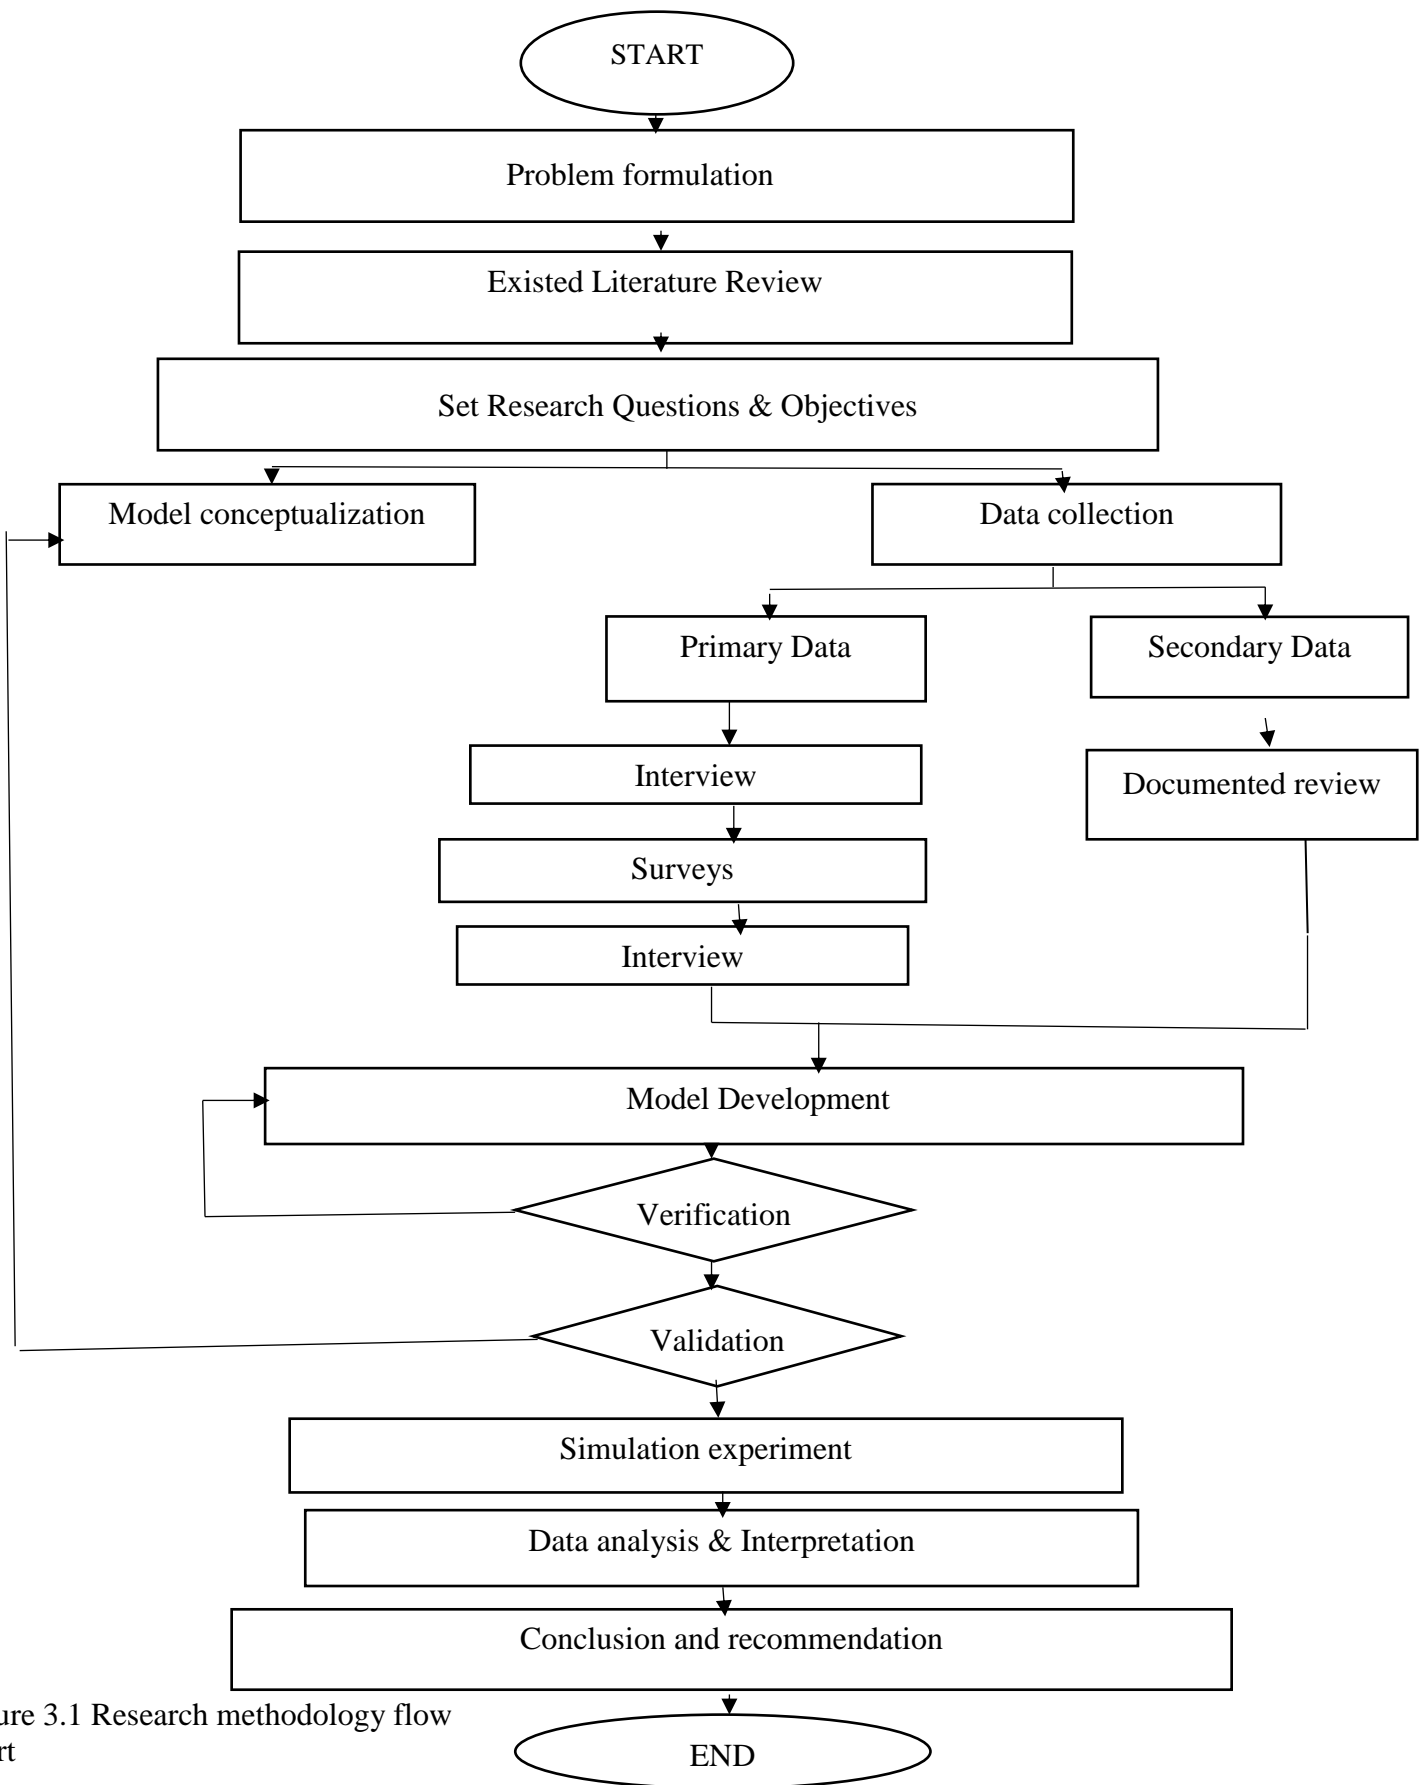 START
Problem formulation
Existed Literature Review
Set Research Questions & Objectives
Model conceptualization
Data collection
Primary Data
Secondary Data
Interview
Documented review
Surveys
Interview
Model Development
Verification
Validation
Simulation experiment
Data analysis & Interpretation
Conclusion and recommendation
ure 3.1 Research methodology flow
rt
END